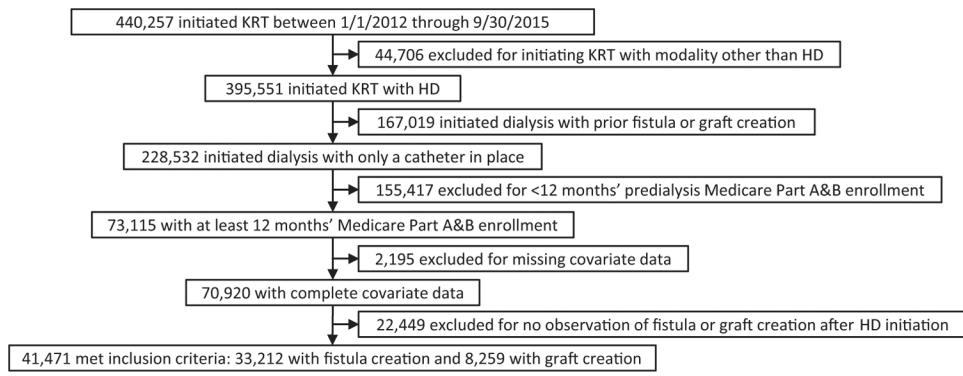 440,257 initiated KRT between 1/1/2012 through 9/30/2015
44,706 excluded for initiating KRT with modality other than HD
395,551 initiated KRT with HD
167,019 initiated dialysis with prior fistula or graft creation
228,532 initiated dialysis with only a catheter in place
155,417 excluded for <12 months’ predialysis Medicare Part A&B enrollment
73,115 with at least 12 months’ Medicare Part A&B enrollment
2,195 excluded for missing covariate data
70,920 with complete covariate data
22,449 excluded for no observation of fistula or graft creation after HD initiation
41,471 met inclusion criteria: 33,212 with fistula creation and 8,259 with graft creation